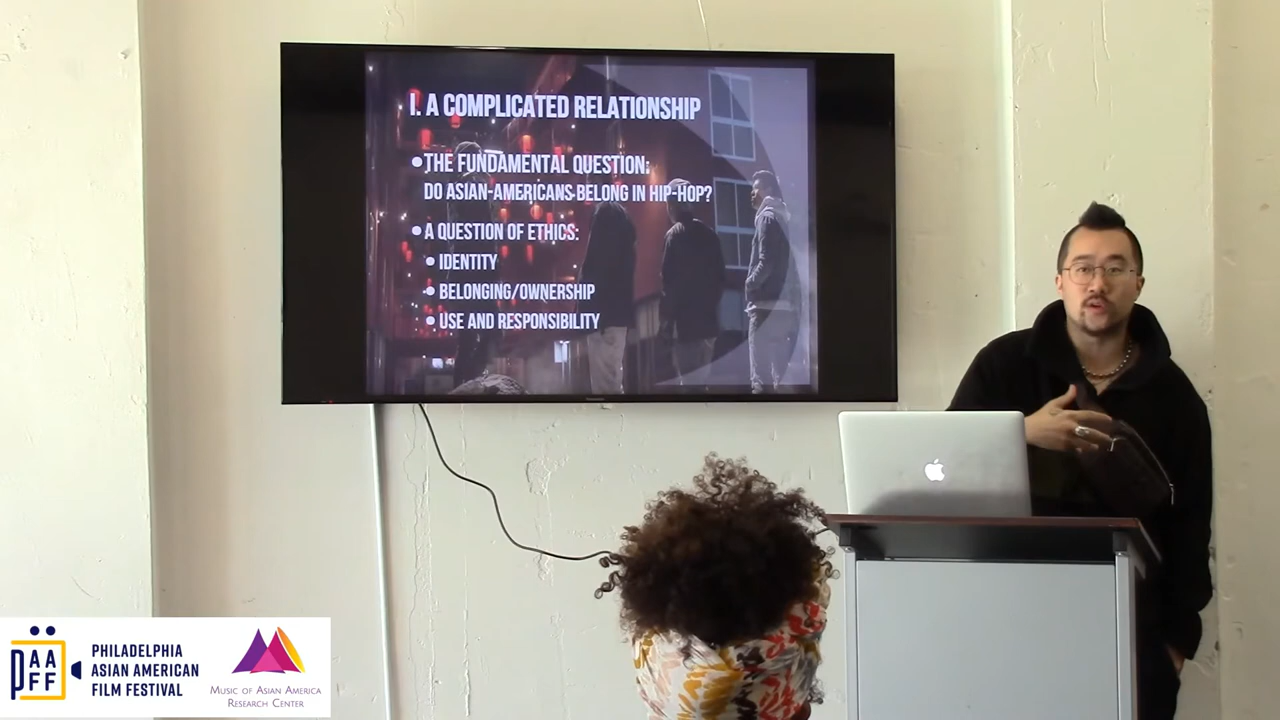 I. A COMPLICATED RELATIONSHIP
•THE FUNDAMENTAL QUESTION:
DO ASIAN-AMERICANS BELONG IN HIP-HOP?
•A QUESTION OF ETHICS:
•IDENTITY
•BELONGING/OWNERSHIP
•USE AND RESPONSIBILITY
PAAFF
PHILADELPHIA
ASIAN AMERICAN
FILM FESTIVAL
MUSIC OF ASIAN AMERICA
RESEARCH CENTER